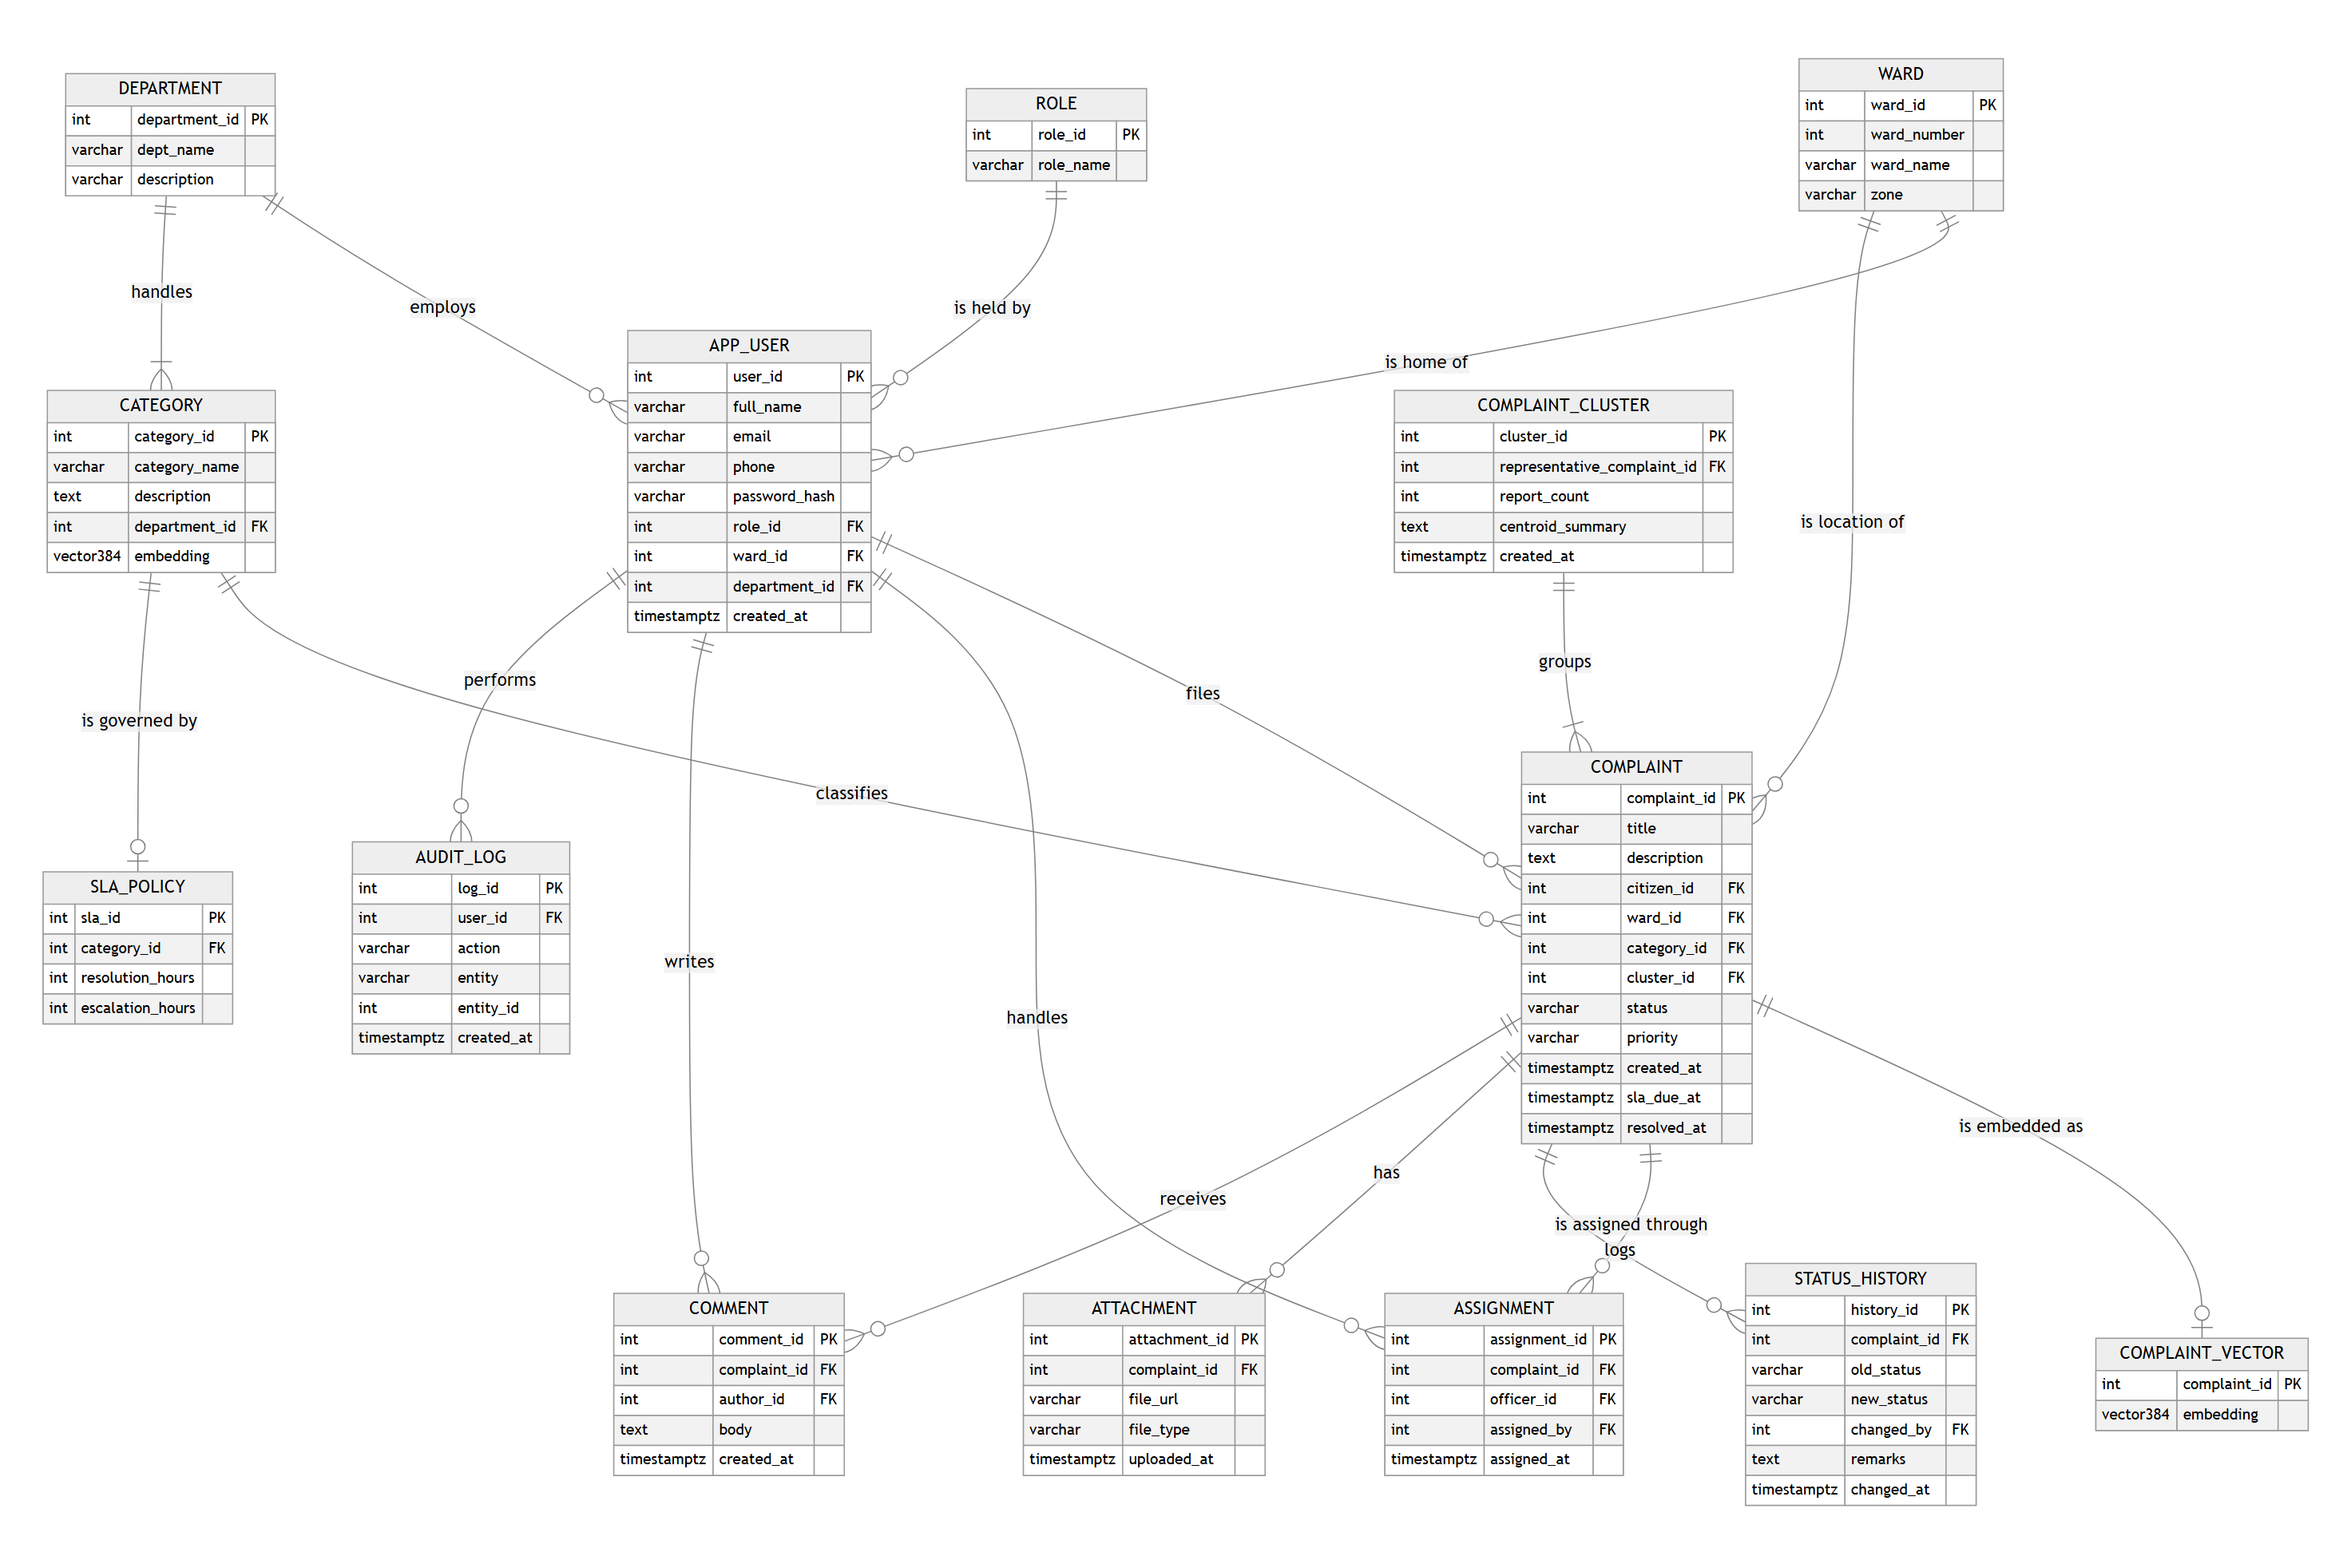 DEPARTMENT
int department_id PK
varchar dept_name
varchar description
ROLE
int role_id PK
varchar role_name
WARD
int ward_id PK
int ward_number
varchar ward_name
varchar zone
handles
employs
is held by
is home of
is location of
APP_USER
int user_id PK
varchar full_name
varchar email
varchar phone
varchar password_hash
int role_id FK
int ward_id FK
int department_id FK
timestamptz created_at
CATEGORY
int category_id PK
varchar category_name
text description
int department_id FK
vector384 embedding
COMPLAINT_CLUSTER
int cluster_id PK
int representative_complaint_id FK
int report_count
text centroid_summary
timestamptz created_at
groups
performs
files
is governed by
classifies
COMPLAINT
int complaint_id PK
varchar title
text description
int citizen_id FK
int ward_id FK
int category_id FK
int cluster_id FK
varchar status
varchar priority
timestamptz created_at
timestamptz sla_due_at
timestamptz resolved_at
SLA_POLICY
int sla_id PK
int category_id FK
int resolution_hours
int escalation_hours
AUDIT_LOG
int log_id PK
int user_id FK
varchar action
varchar entity
int entity_id
timestamptz created_at
writes
handles
receives
has
is assigned through
logs
is embedded as
COMMENT
int comment_id PK
int complaint_id FK
int author_id FK
text body
timestamptz created_at
ATTACHMENT
int attachment_id PK
int complaint_id FK
varchar file_url
varchar file_type
timestamptz uploaded_at
ASSIGNMENT
int assignment_id PK
int complaint_id FK
int officer_id FK
int assigned_by FK
timestamptz assigned_at
STATUS_HISTORY
int history_id PK
int complaint_id FK
varchar old_status
varchar new_status
int changed_by FK
text remarks
timestamptz changed_at
COMPLAINT_VECTOR
int complaint_id PK
vector384 embedding